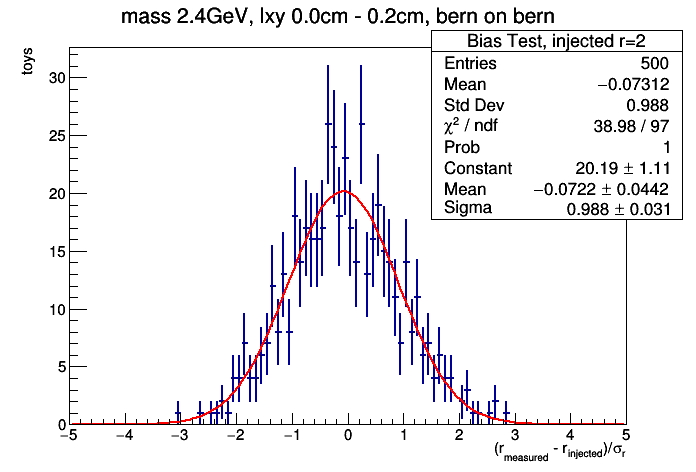 mass 2.4GeV, lxy 0.0cm - 0.2cm, bern on bern
Bias Test, injected r=2
Entries 500
Mean −0.07312
Std Dev 0.988
χ² / ndf 38.98 / 97
Prob 1
Constant 20.19 ± 1.11
Mean −0.0722 ± 0.0442
Sigma 0.988 ± 0.031
toys
30
25
20
15
10
5
0
−5 −4 −3 −2 −1 0 1 2 3 4 5
(r_measured - r_injected)/σ_r